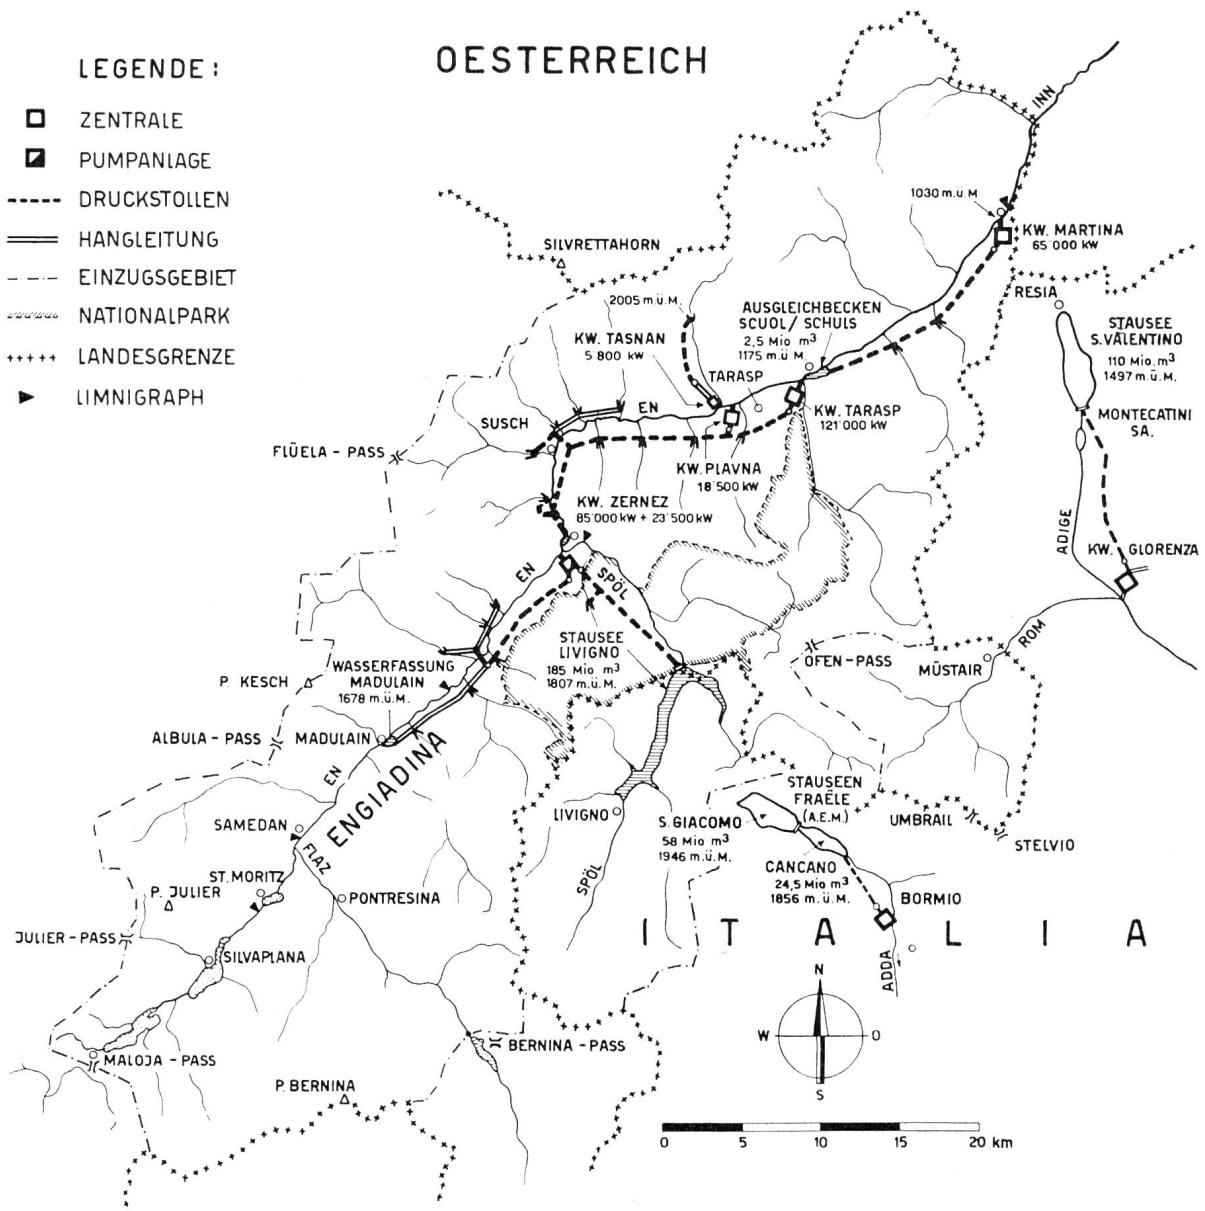 OESTERREICH
LEGENDE:
ZENTRALE
PUMPANLAGE
DRUCKSTOLLEN
HANGLEITUNG
EINZUGSGEBIET
NATIONALPARK
LANDESGRENZE
LIMNIGRAPH
INN
1030 m.ü.M
KW. MARTINA
65'000 kW
SILVRETTAHORN
RESIA
2005 m.ü.M.
AUSGLEICHBECKEN
SCUOL/SCHULS
2,5 Mio m³
1175 m.ü.M.
STAUSEE
S.VALENTINO
110 Mio. m³
1497 m.ü.M.
KW. TASNAN
5'800 kW
TARASP
MONTECATINI
SA.
EN
KW. TARASP
121'000 kW
SUSCH
FLÜELA-PASS
KW. PLAVNA
18'500 kW
KW. ZERNEZ
85'000 kW + 23'500 kW
ADIGE
KW. GLORENZA
EN
SPÖL
STAUSEE
LIVIGNO
185 Mio m³
1807 m.ü.M.
ROM
OFEN-PASS
MÜSTAIR
WASSERFASSUNG
MADULAIN
1678 m.ü.M.
P. KESCH
ALBULA-PASS
MADULAIN
EN
ENGIADINA
STAUSEEN
FRAËLE
(A.E.M.)
LIVIGNO
S.GIACOMO
58 Mio m³
1946 m.ü.M.
UMBRAIL
STELVIO
SAMEDAN
FLAZ
CANCANO
24,5 Mio m³
1856 m.ü.M.
SPÖL
ST.MORITZ
P. JULIER
PONTRESINA
BORMIO
ITALIA
JULIER-PASS
SILVAPLANA
ADDA
N
W
O
S
BERNINA-PASS
MALOJA-PASS
P. BERNINA
0 5 10 15 20 km